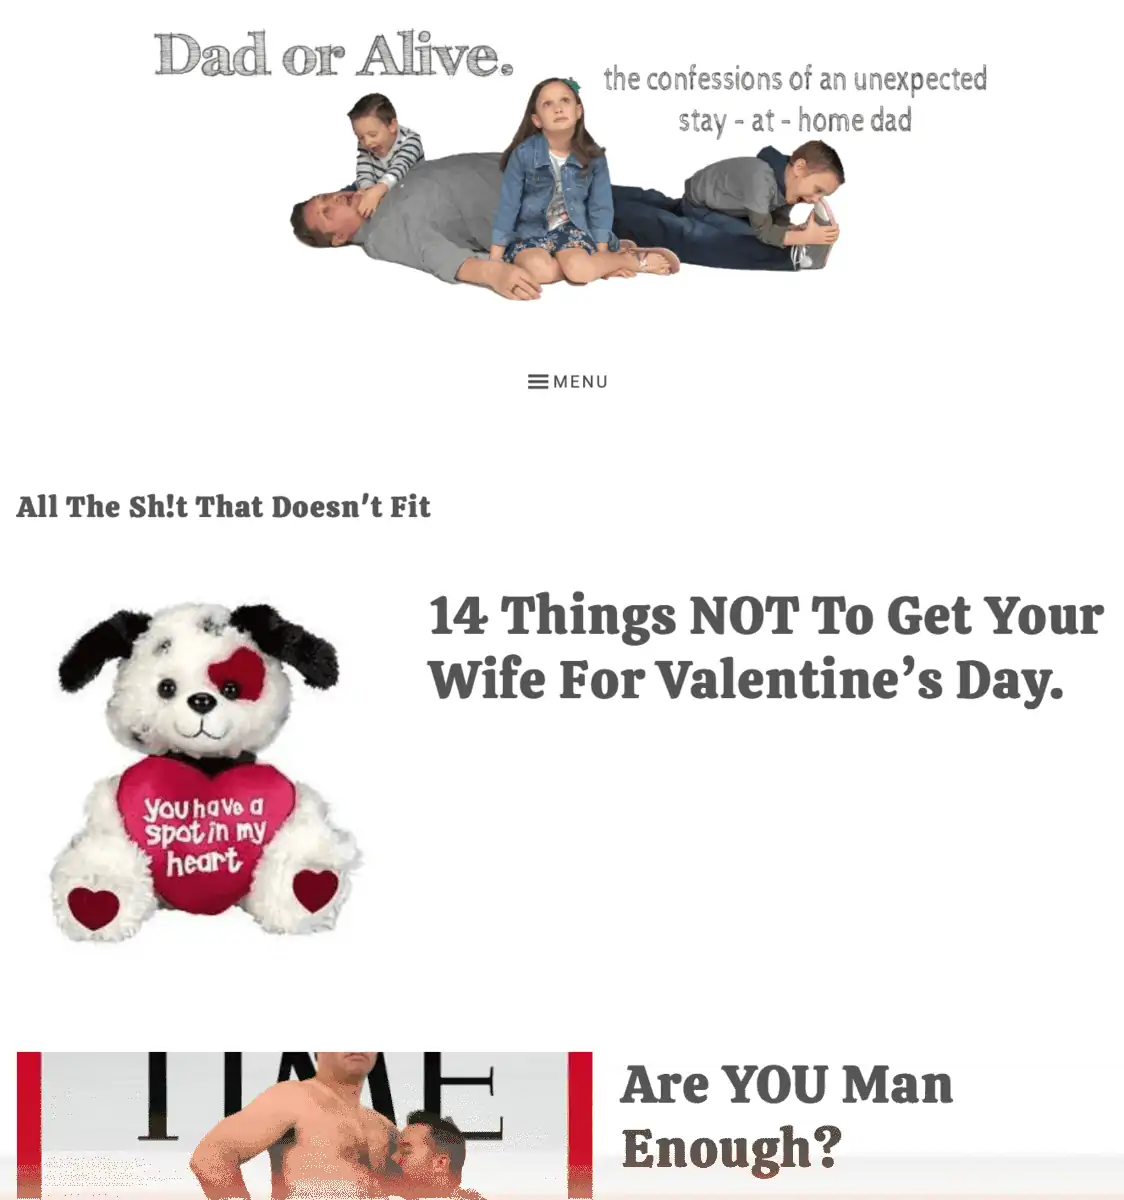 Dad or Alive.
the confessions of an unexpected
stay - at - home dad
MENU
All The Sh!t That Doesn't Fit
14 Things NOT To Get Your
Wife For Valentine’s Day.
you have a
spot in my
heart
TIME
Are YOU Man
Enough?